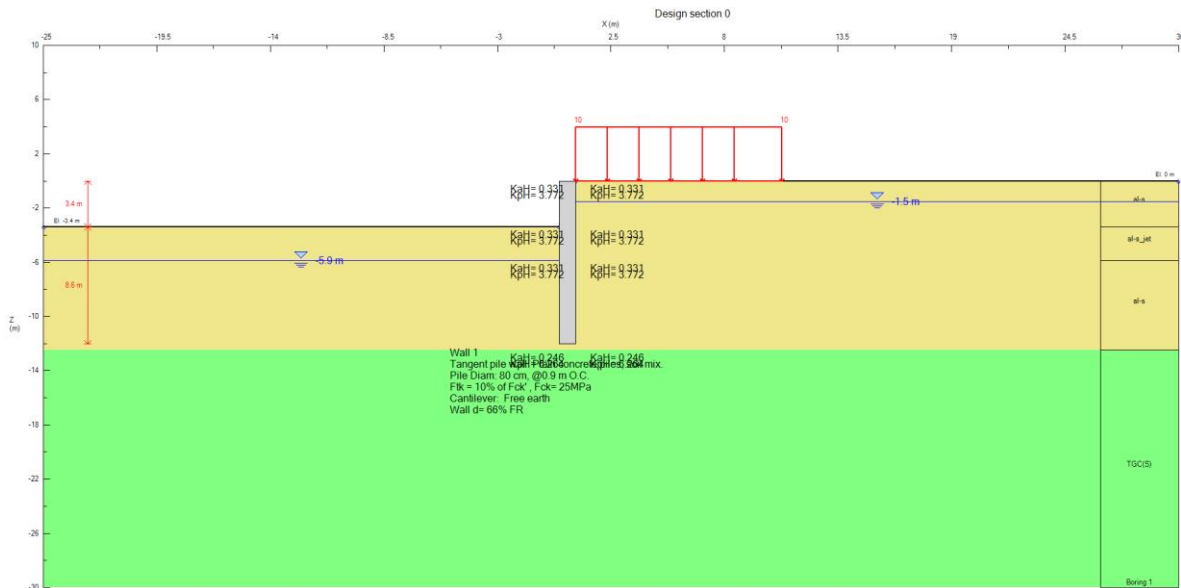 Design section 0
X (m)
-25 -19.5 -14 -8.5 -3 2.5 8 13.5 19 24.5 30
10
6
2
-2
-6
-10
-14
-18
-22
-26
-30
Z
(m)
10 10
El. 0 m
3.4 m
El. -3.4 m
8.6 m
KaH= 0.331 KaH= 0.331
KpH= 3.772 KpH= 3.772
-1.5 m
al-s
KaH= 0.331 KaH= 0.331
KpH= 3.772 KpH= 3.772
al-s_jet
-5.9 m
KaH= 0.331 KaH= 0.331
KpH= 3.772 KpH= 3.772
al-s
KaH= 0.246 KaH= 0.246
Wall 1
Tangent pile wall
Pile Diam: 80 cm, @0.9 m O.C.
Ftk = 10% of Fck' , Fck= 25MPa
Cantilever: Free earth
Wall d= 66% FR
TGC(S)
Boring 1